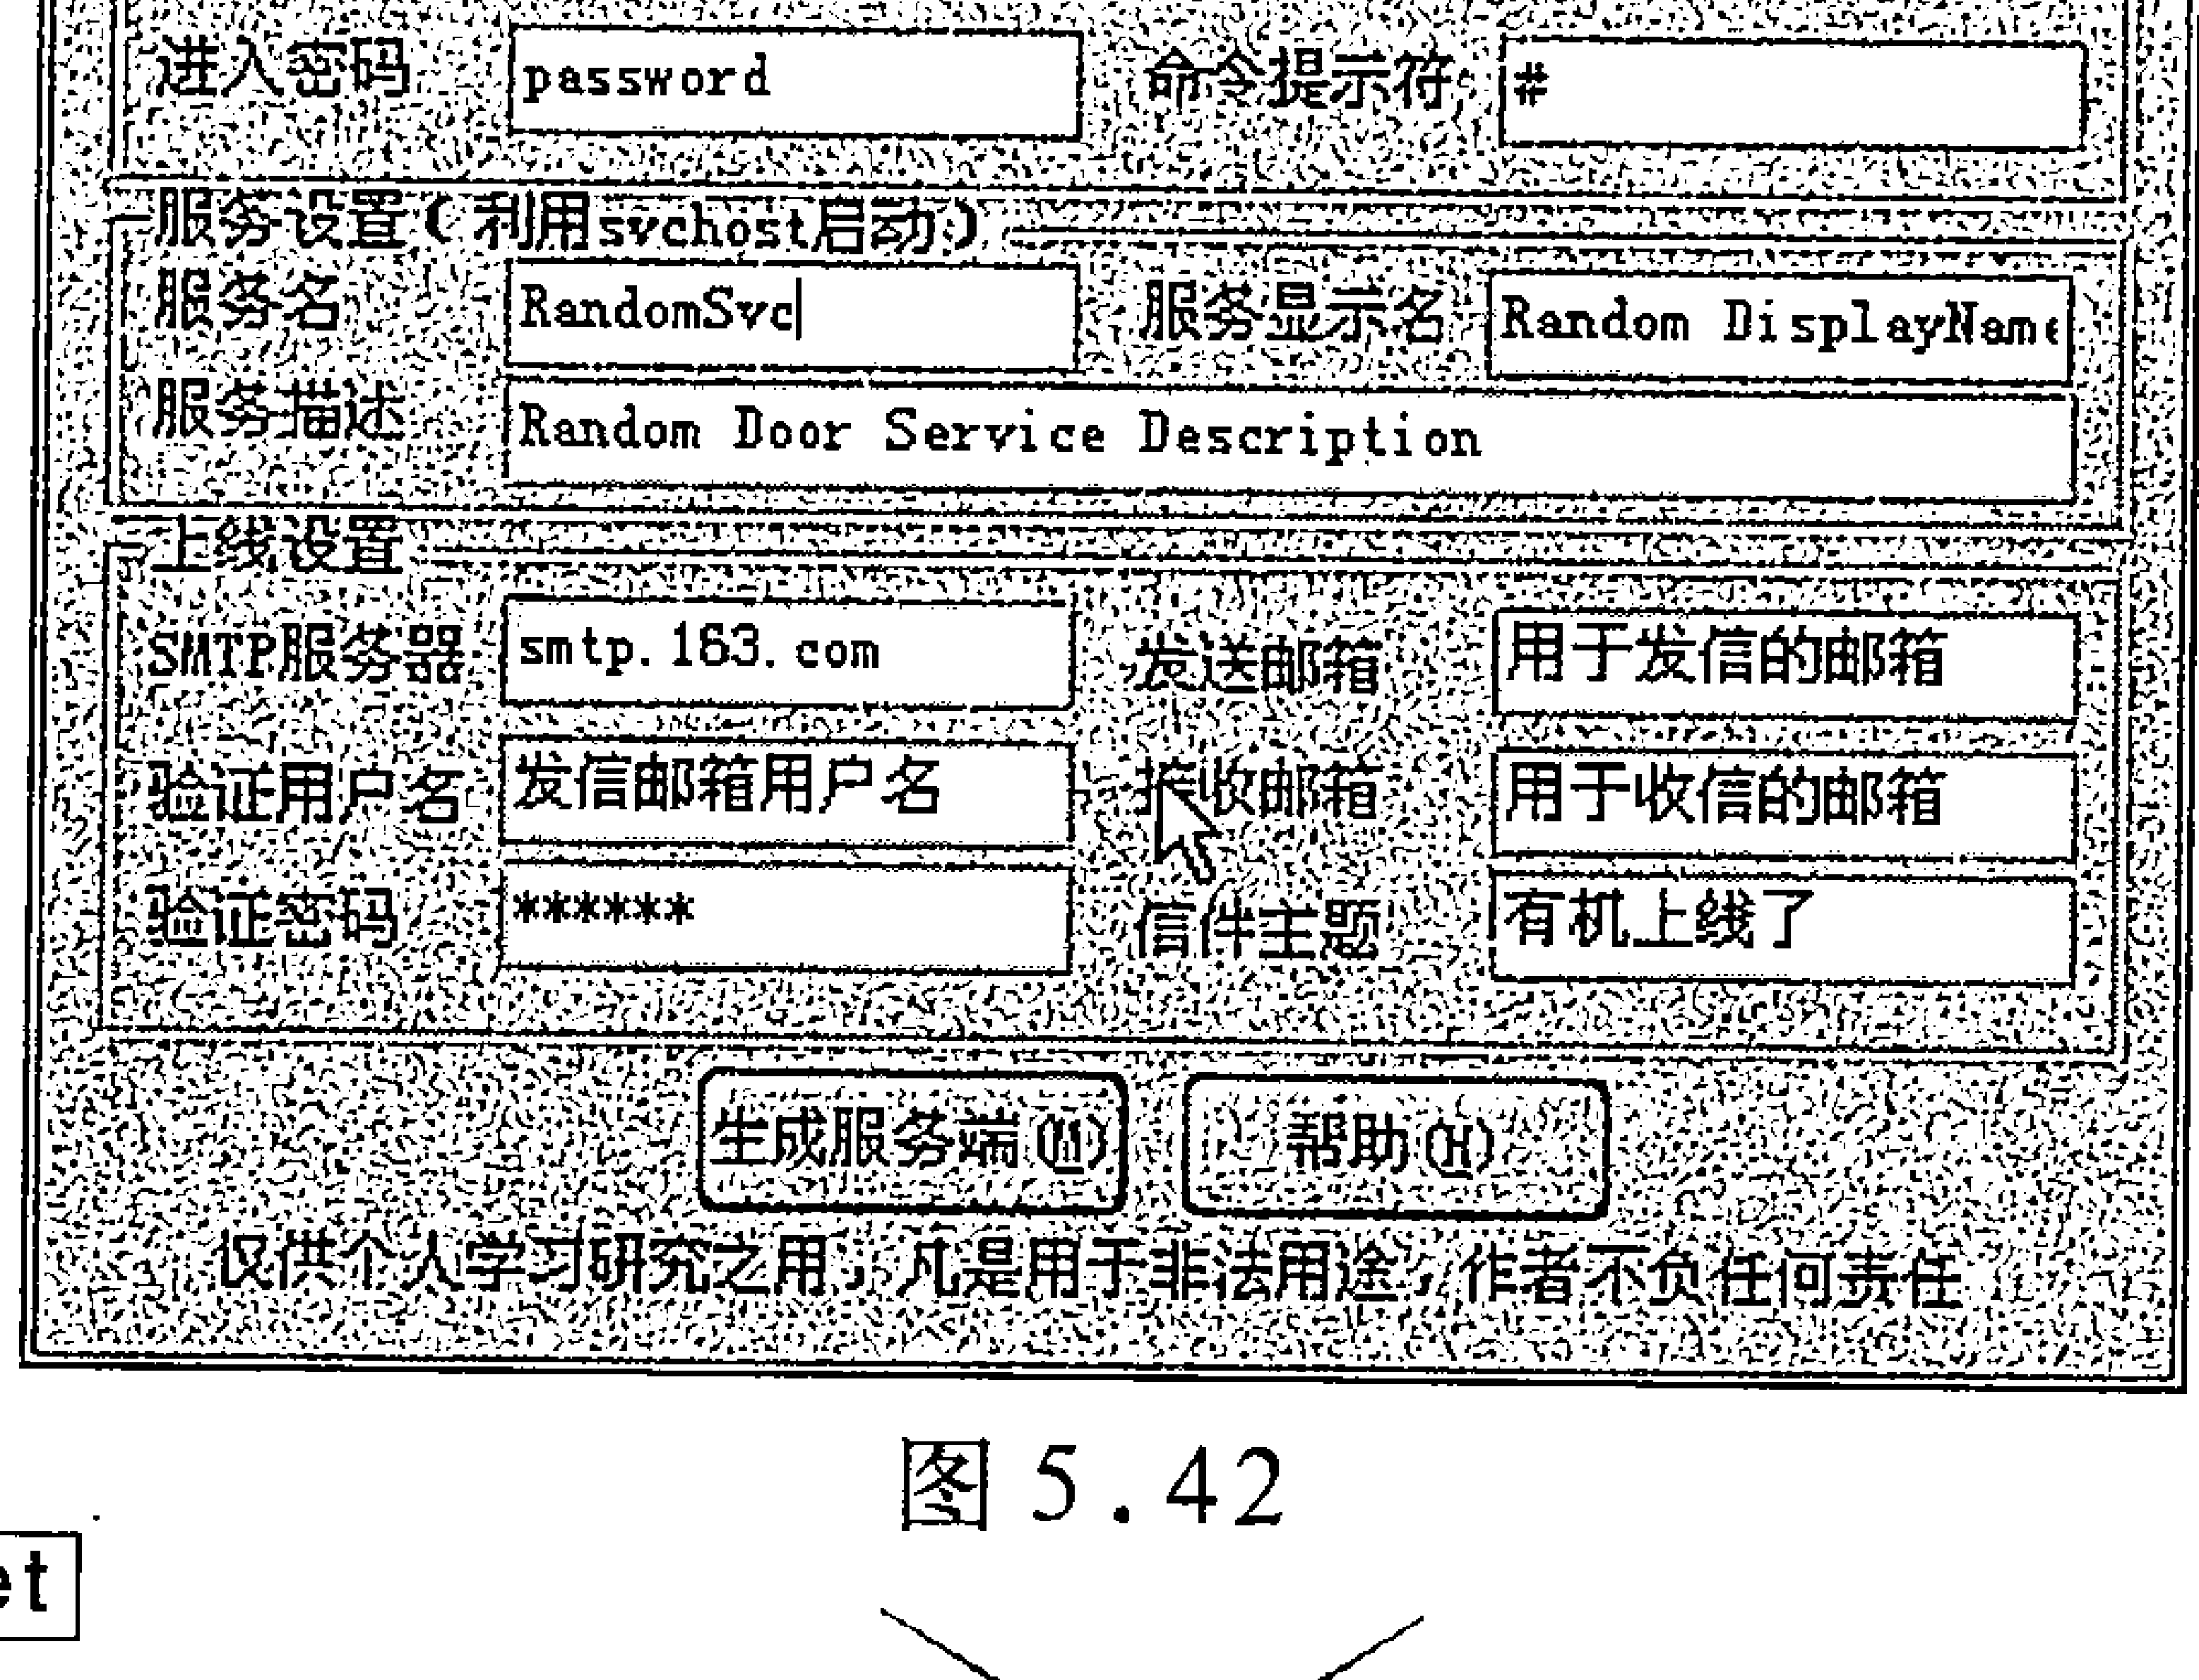 进入密码 password 命令提示符 #
服务设置(利用svchost启动)
服务名 RandomSvc 服务显示名 Random DisplayName
服务描述 Random Door Service Description
上线设置
SMTP服务器 smtp.163.com 发送邮箱 用于发信的邮箱
验证用户名 发信邮箱用户名 接收邮箱 用于收信的邮箱
验证密码 ****** 信件主题 有机上线了
生成服务端(M) 帮助(H)
仅供个人学习研究之用，凡是用于非法用途，作者不负任何责任
图 5.42
et